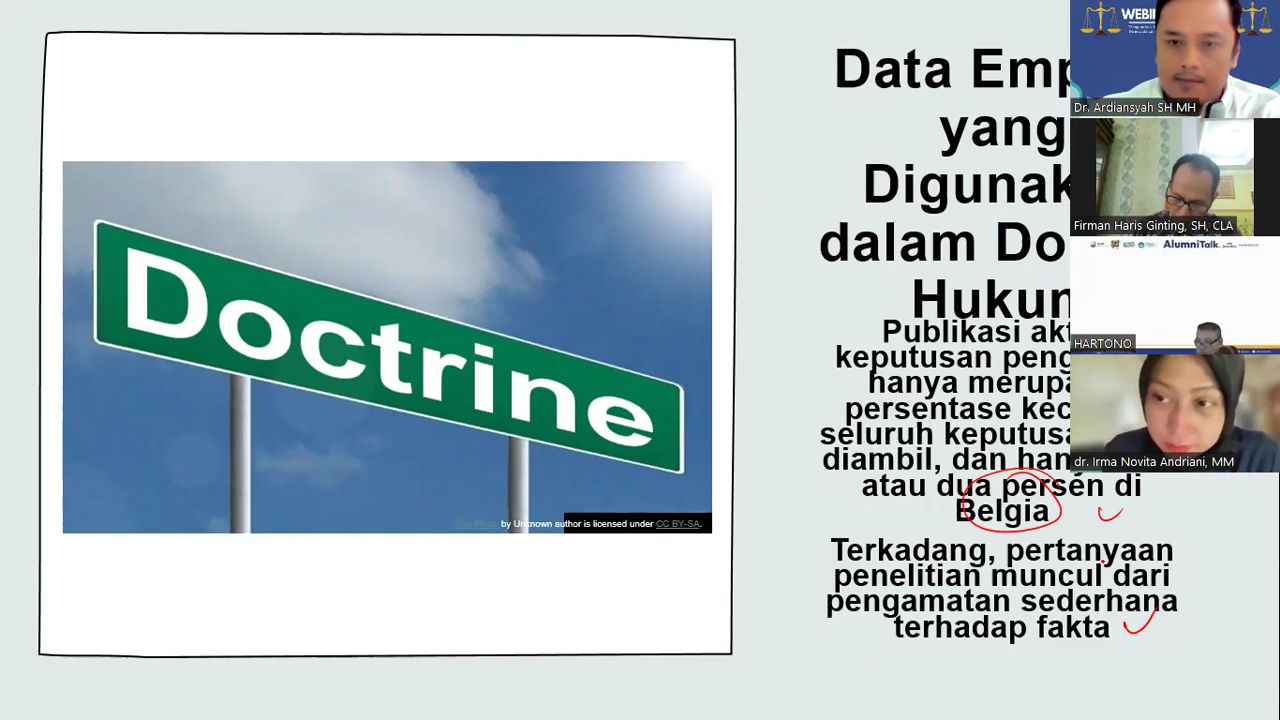 Doctrine
by Unknown author is licensed under CC BY-SA.
Data Emp
yang
Digunak
dalam Do
Hukum
Publikasi akt
keputusan peng
hanya merupa
persentase kec
seluruh keputusa
diambil, dan han
atau dua persen di
Belgia
Terkadang, pertanyaan
penelitian muncul dari
pengamatan sederhana
terhadap fakta
WEBI
Dr. Ardiansyah SH MH
Firman Haris Ginting, SH, CLA
AlumniTalk
HARTONO
dr. Irma Novita Andriani, MM